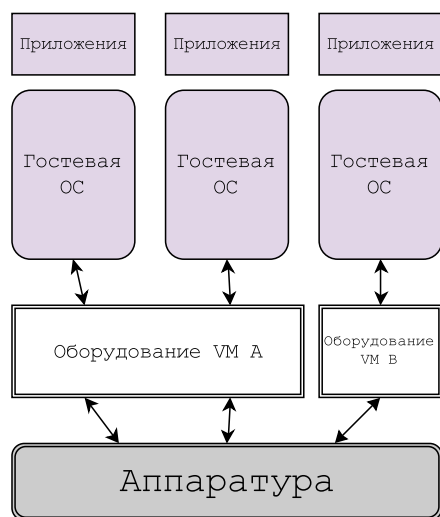 Приложения
Приложения
Приложения
Гостевая
ОС
Гостевая
ОС
Гостевая
ОС
Оборудование VM A
Оборудование
VM B
Аппаратура